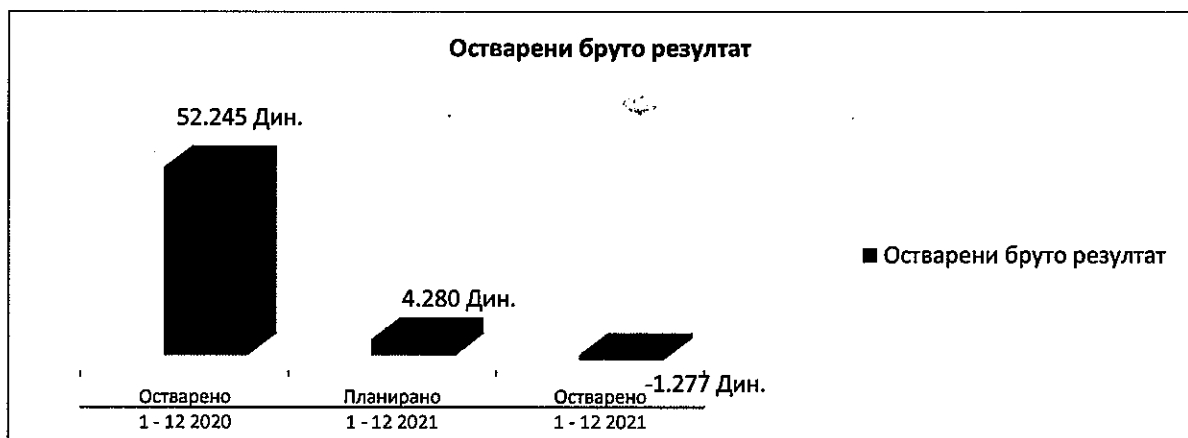 Остварени бруто резултат
52.245 Дин.
4.280 Дин.
-1.277 Дин.
Остварени бруто резултат
Остварено
Планирано
Остварено
1 - 12 2020
1 - 12 2021
1 - 12 2021